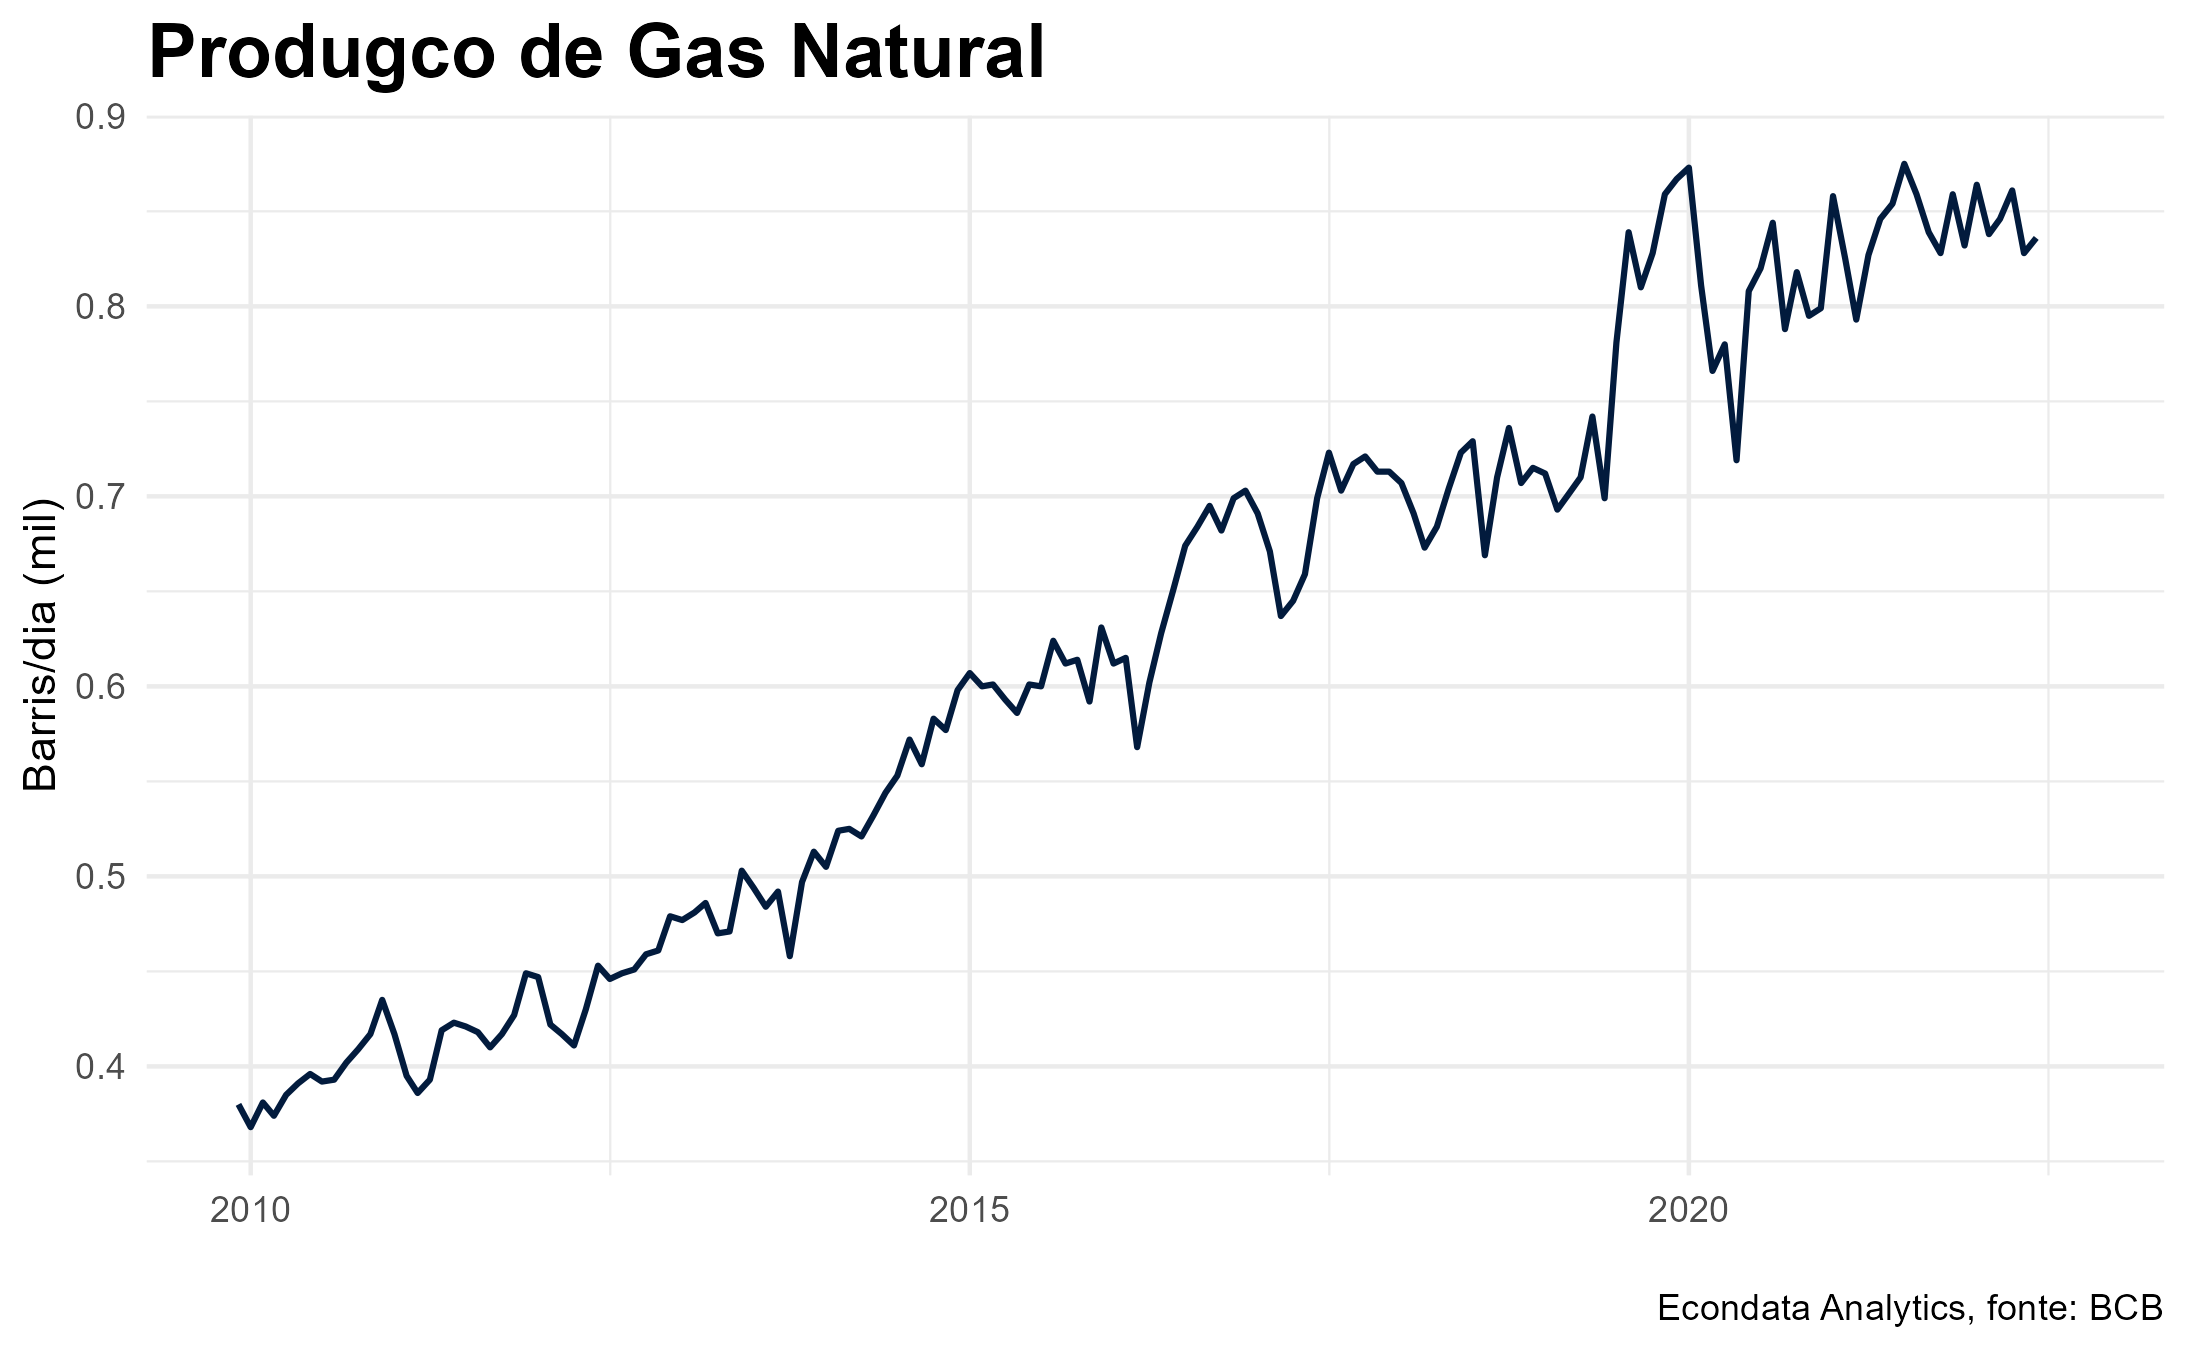 Produgco de Gas Natural
0.9
0.8
0.7
0.6
0.5
0.4
Barris/dia (mil)
2010 2015 2020
Econdata Analytics, fonte: BCB